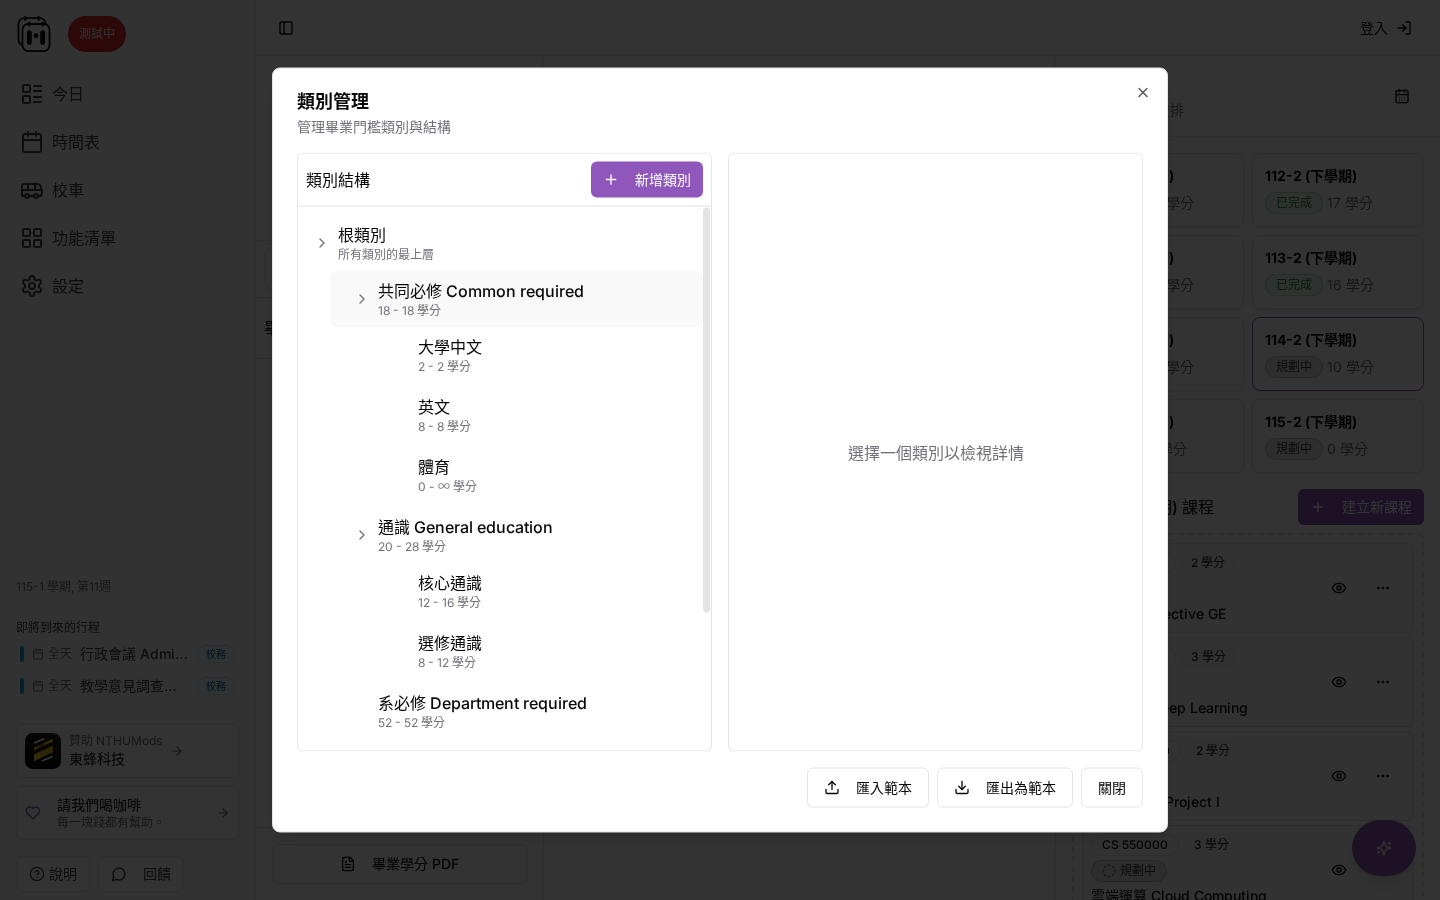 測試中
今日
時間表
校車
功能清單
設定
115-1 學期, 第11週
即將到來的行程
全天 行政會議 Admi... 校務
全天 教學意見調查... 校務
贊助 NTHUMods
東蜂科技
請我們喝咖啡
每一塊錢都有幫助。
說明
回饋
登入
類別管理
管理畢業門檻類別與結構
類別結構
新增類別
根類別
所有類別的最上層
共同必修 Common required
18 - 18 學分
大學中文
2 - 2 學分
英文
8 - 8 學分
體育
0 - ∞ 學分
通識 General education
20 - 28 學分
核心通識
12 - 16 學分
選修通識
8 - 12 學分
系必修 Department required
52 - 52 學分
選擇一個類別以檢視詳情
匯入範本
匯出為範本
關閉
畢業學分 PDF
排
112-2 (下學期)
已完成 17 學分
學分
113-2 (下學期)
已完成 16 學分
學分
114-2 (下學期)
規劃中 10 學分
學分
115-2 (下學期)
規劃中 0 學分
學分
) 課程
建立新課程
2 學分
ective GE
3 學分
eep Learning
2 學分
Project I
CS 550000 3 學分
規劃中
雲端運算 Cloud Computing